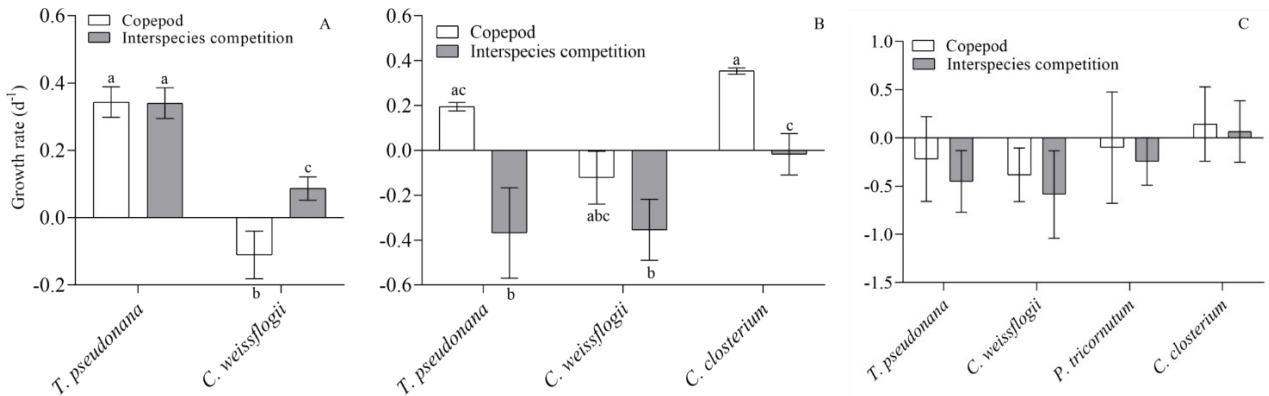 A
Copepod
Interspecies competition
Growth rate (d⁻¹)
0.6
0.4
0.2
0.0
-0.2
a
a
b
c
T. pseudonana
C. weissflogii
B
Copepod
Interspecies competition
0.6
0.4
0.2
0.0
-0.2
-0.4
-0.6
ac
b
abc
b
a
c
T. pseudonana
C. weissflogii
C. closterium
C
Copepod
Interspecies competition
1.0
0.5
0.0
-0.5
-1.0
-1.5
T. pseudonana
C. weissflogii
P. tricornutum
C. closterium